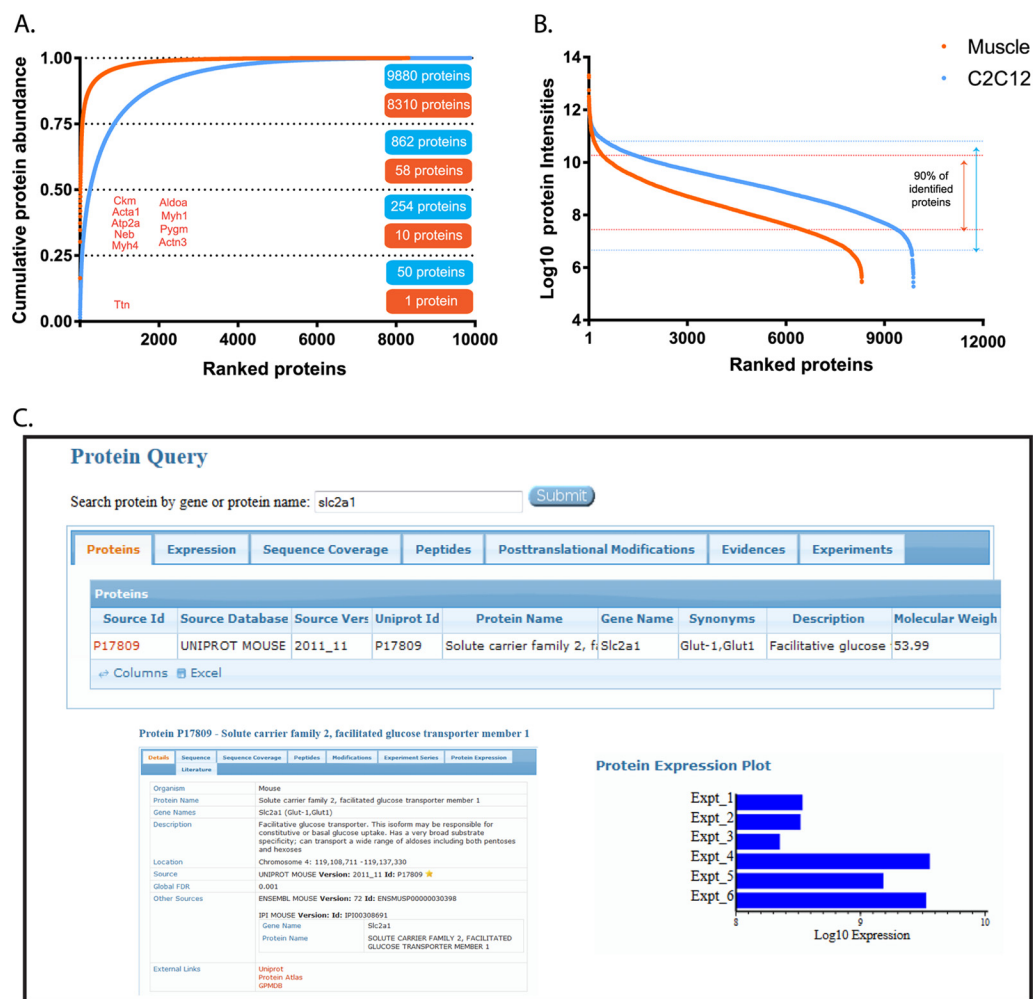 A.
1.00
0.75
0.50
0.25
0.00
Cumulative protein abundance
9880 proteins
8310 proteins
862 proteins
58 proteins
254 proteins
10 proteins
50 proteins
1 protein
Ckm
Acta1
Atp2a
Neb
Myh4
Aldoa
Myh1
Pygm
Actn3
Ttn
2000 4000 6000 8000 10000
Ranked proteins
B.
14
12
10
8
6
4
Log10 protein Intensities
Muscle
C2C12
90% of
identified
proteins
1 3000 6000 9000 12000
Ranked proteins
C.
Protein Query
Search protein by gene or protein name: slc2a1 Submit
Proteins Expression Sequence Coverage Peptides Posttranslational Modifications Evidences Experiments
Proteins
Source Id Source Database Source Vers Uniprot Id Protein Name Gene Name Synonyms Description Molecular Weigh
P17809 UNIPROT MOUSE 2011_11 P17809 Solute carrier family 2, fa Slc2a1 Glut-1,Glut1 Facilitative glucose 53.99
Columns Excel
Protein P17809 - Solute carrier family 2, facilitated glucose transporter member 1
Details Sequence Sequence Coverage Peptides Modifications Experiment Series Protein Expression
Literature
Organism Mouse
Protein Name Solute carrier family 2, facilitated glucose transporter member 1
Gene Names Slc2a1 (Glut-1,Glut1)
Description Facilitative glucose transporter. This isoform may be responsible for
constitutive or basal glucose uptake. Has a very broad substrate
specificity; can transport a wide range of aldoses including both pentoses
and hexoses
Location Chromosome 4: 119,108,711 -119,137,330
Source UNIPROT MOUSE Version: 2011_11 Id: P17809
Global FDR 0.001
Other Sources ENSEMBL MOUSE Version: 72 Id: ENSMUSP00000030398
IPI MOUSE Version: Id: IPI00308691
Gene Name Slc2a1
Protein Name SOLUTE CARRIER FAMILY 2, FACILITATED
GLUCOSE TRANSPORTER MEMBER 1
External Links Uniprot
Protein Atlas
GPMDB
Protein Expression Plot
Expt_1
Expt_2
Expt_3
Expt_4
Expt_5
Expt_6
8 9 10
Log10 Expression